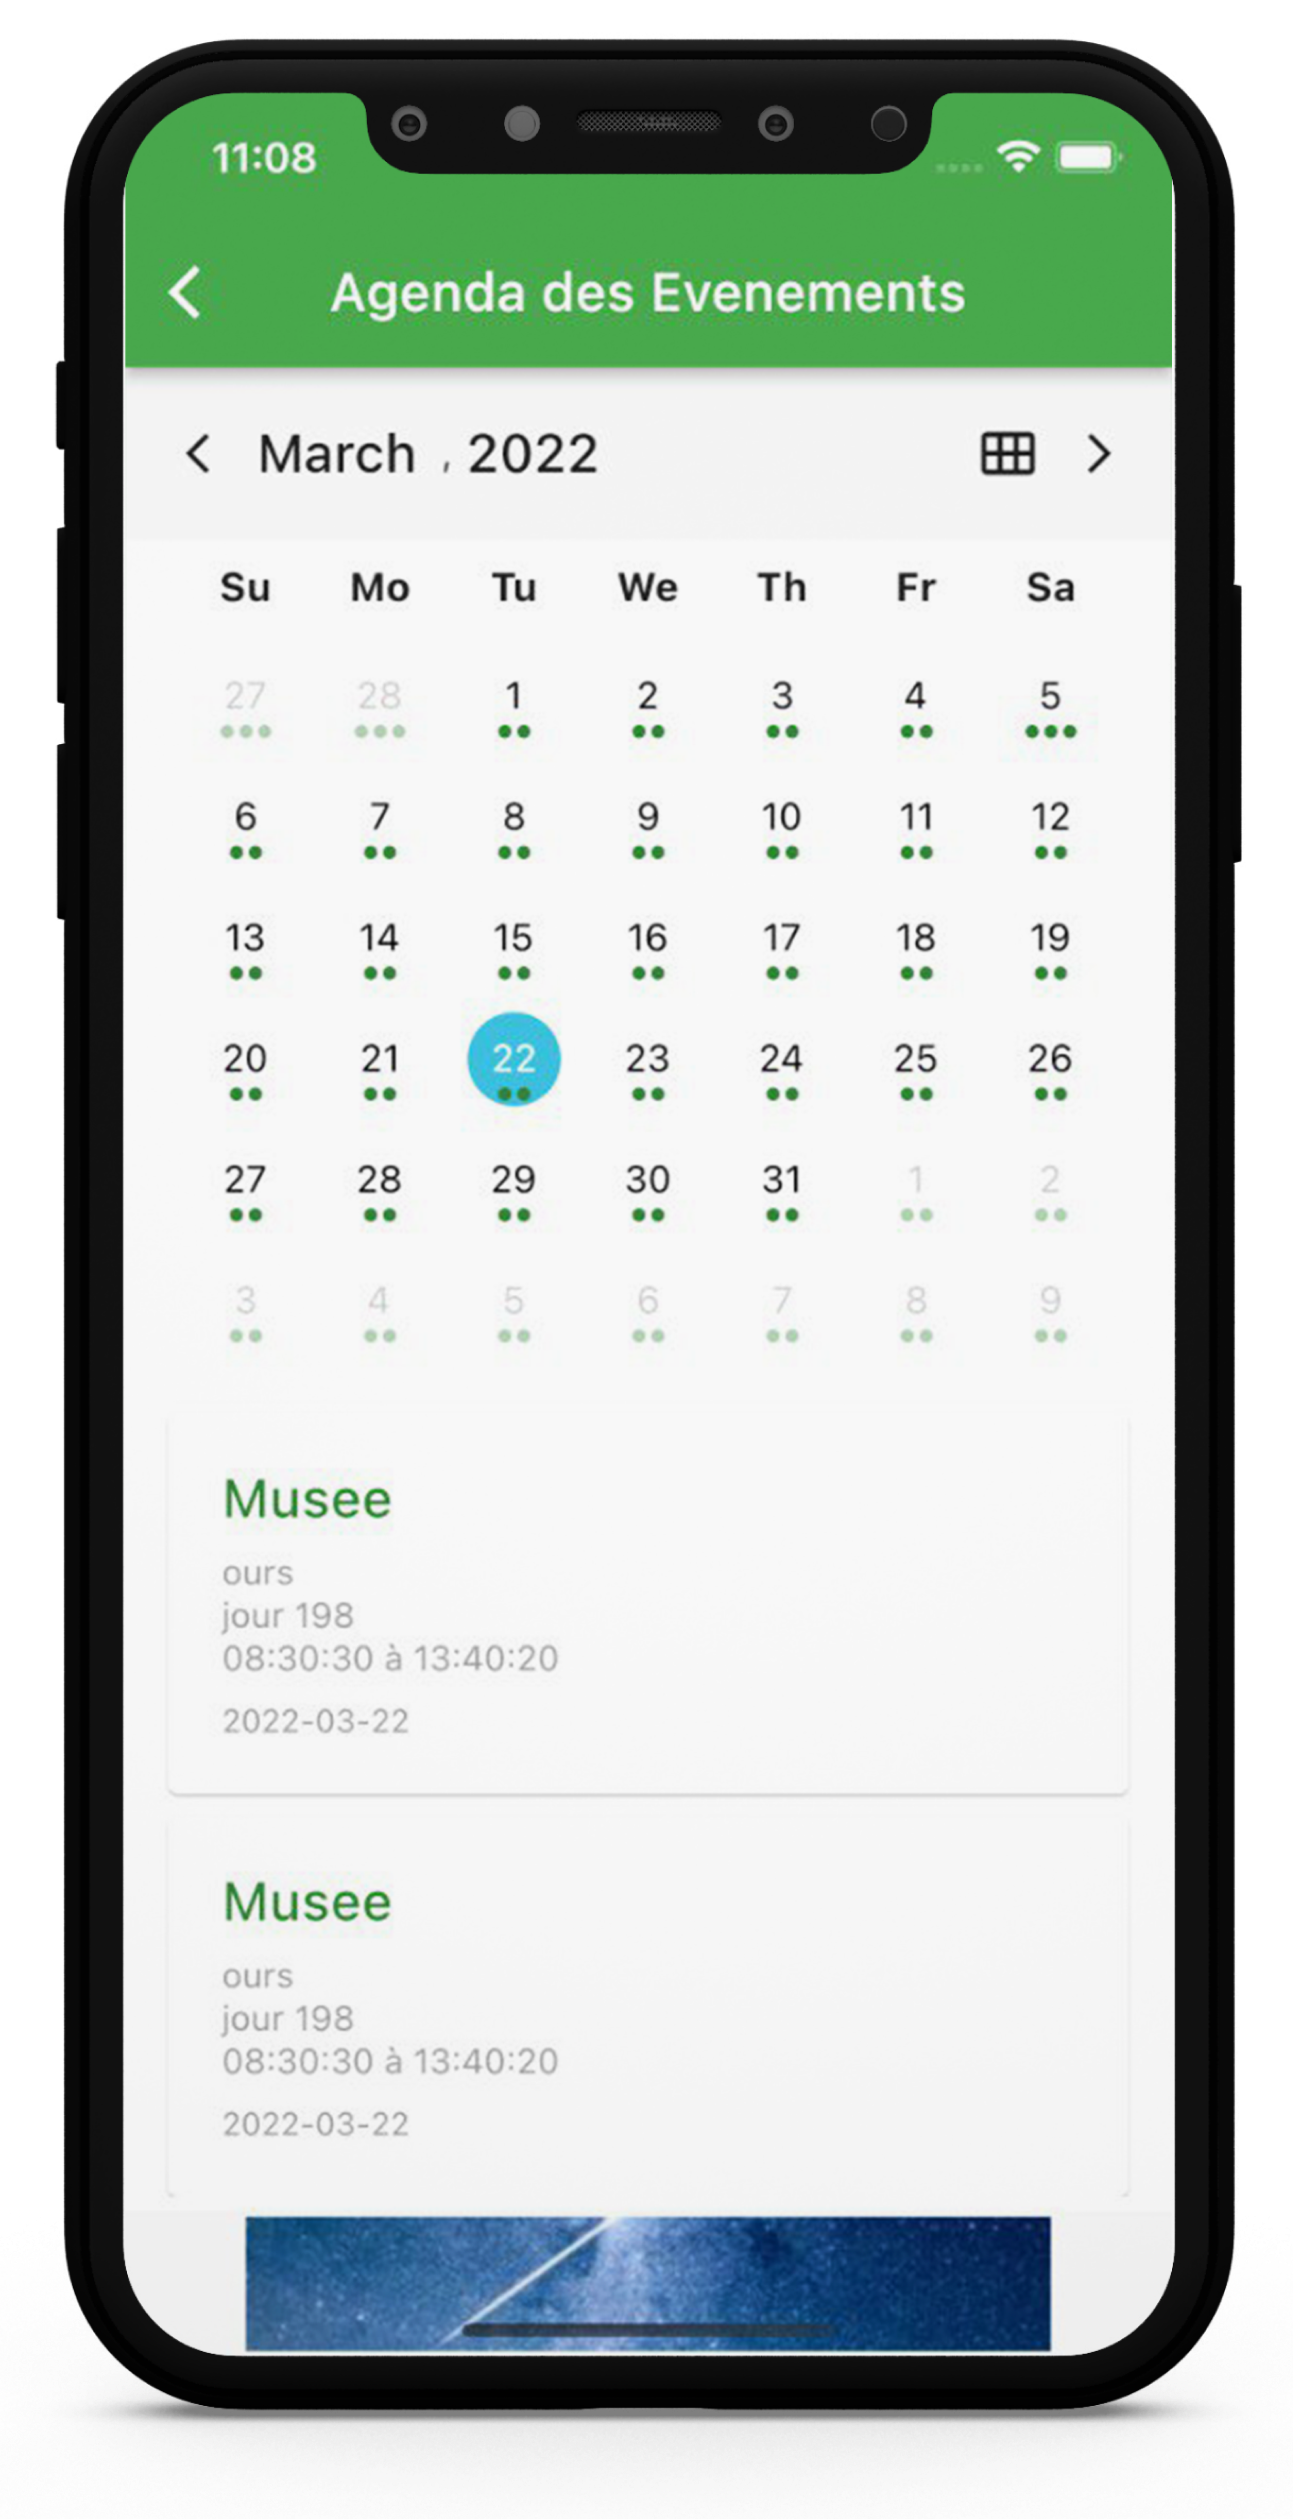 11:08
Agenda des Evenements
March , 2022
Su Mo Tu We Th Fr Sa
27 28 1 2 3 4 5
6 7 8 9 10 11 12
13 14 15 16 17 18 19
20 21 22 23 24 25 26
27 28 29 30 31 1 2
3 4 5 6 7 8 9
Musee
ours
jour 198
08:30:30 à 13:40:20
2022-03-22
Musee
ours
jour 198
08:30:30 à 13:40:20
2022-03-22